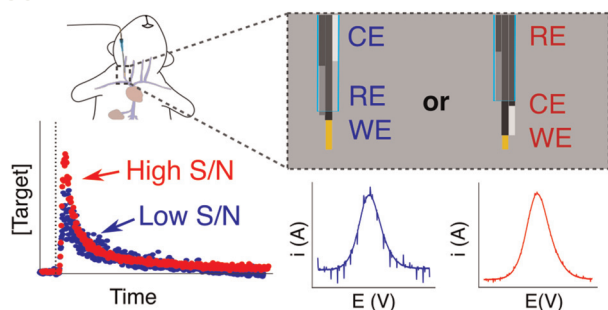 CE
RE
WE
or
RE
CE
WE
[Target]
High S/N
Low S/N
Time
i (A)
E (V)
i (A)
E(V)